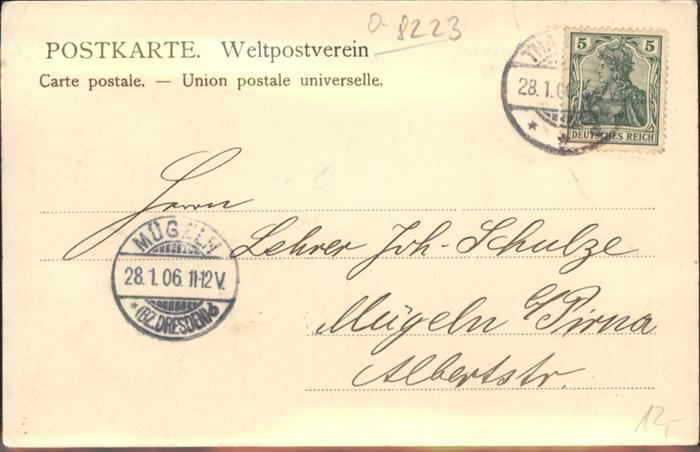 o- 8223
POSTKARTE. Weltpostverein
Carte postale. — Union postale universelle.
28.1.06
5 5
DEUTSCHES REICH
Herrn
Lehrer Joh. Schulze
Mügeln b/Pirna
Albertstr.
MÜGELN
28.1.06. 11-12V.
* (BZ.DRESDEN) b
12,-